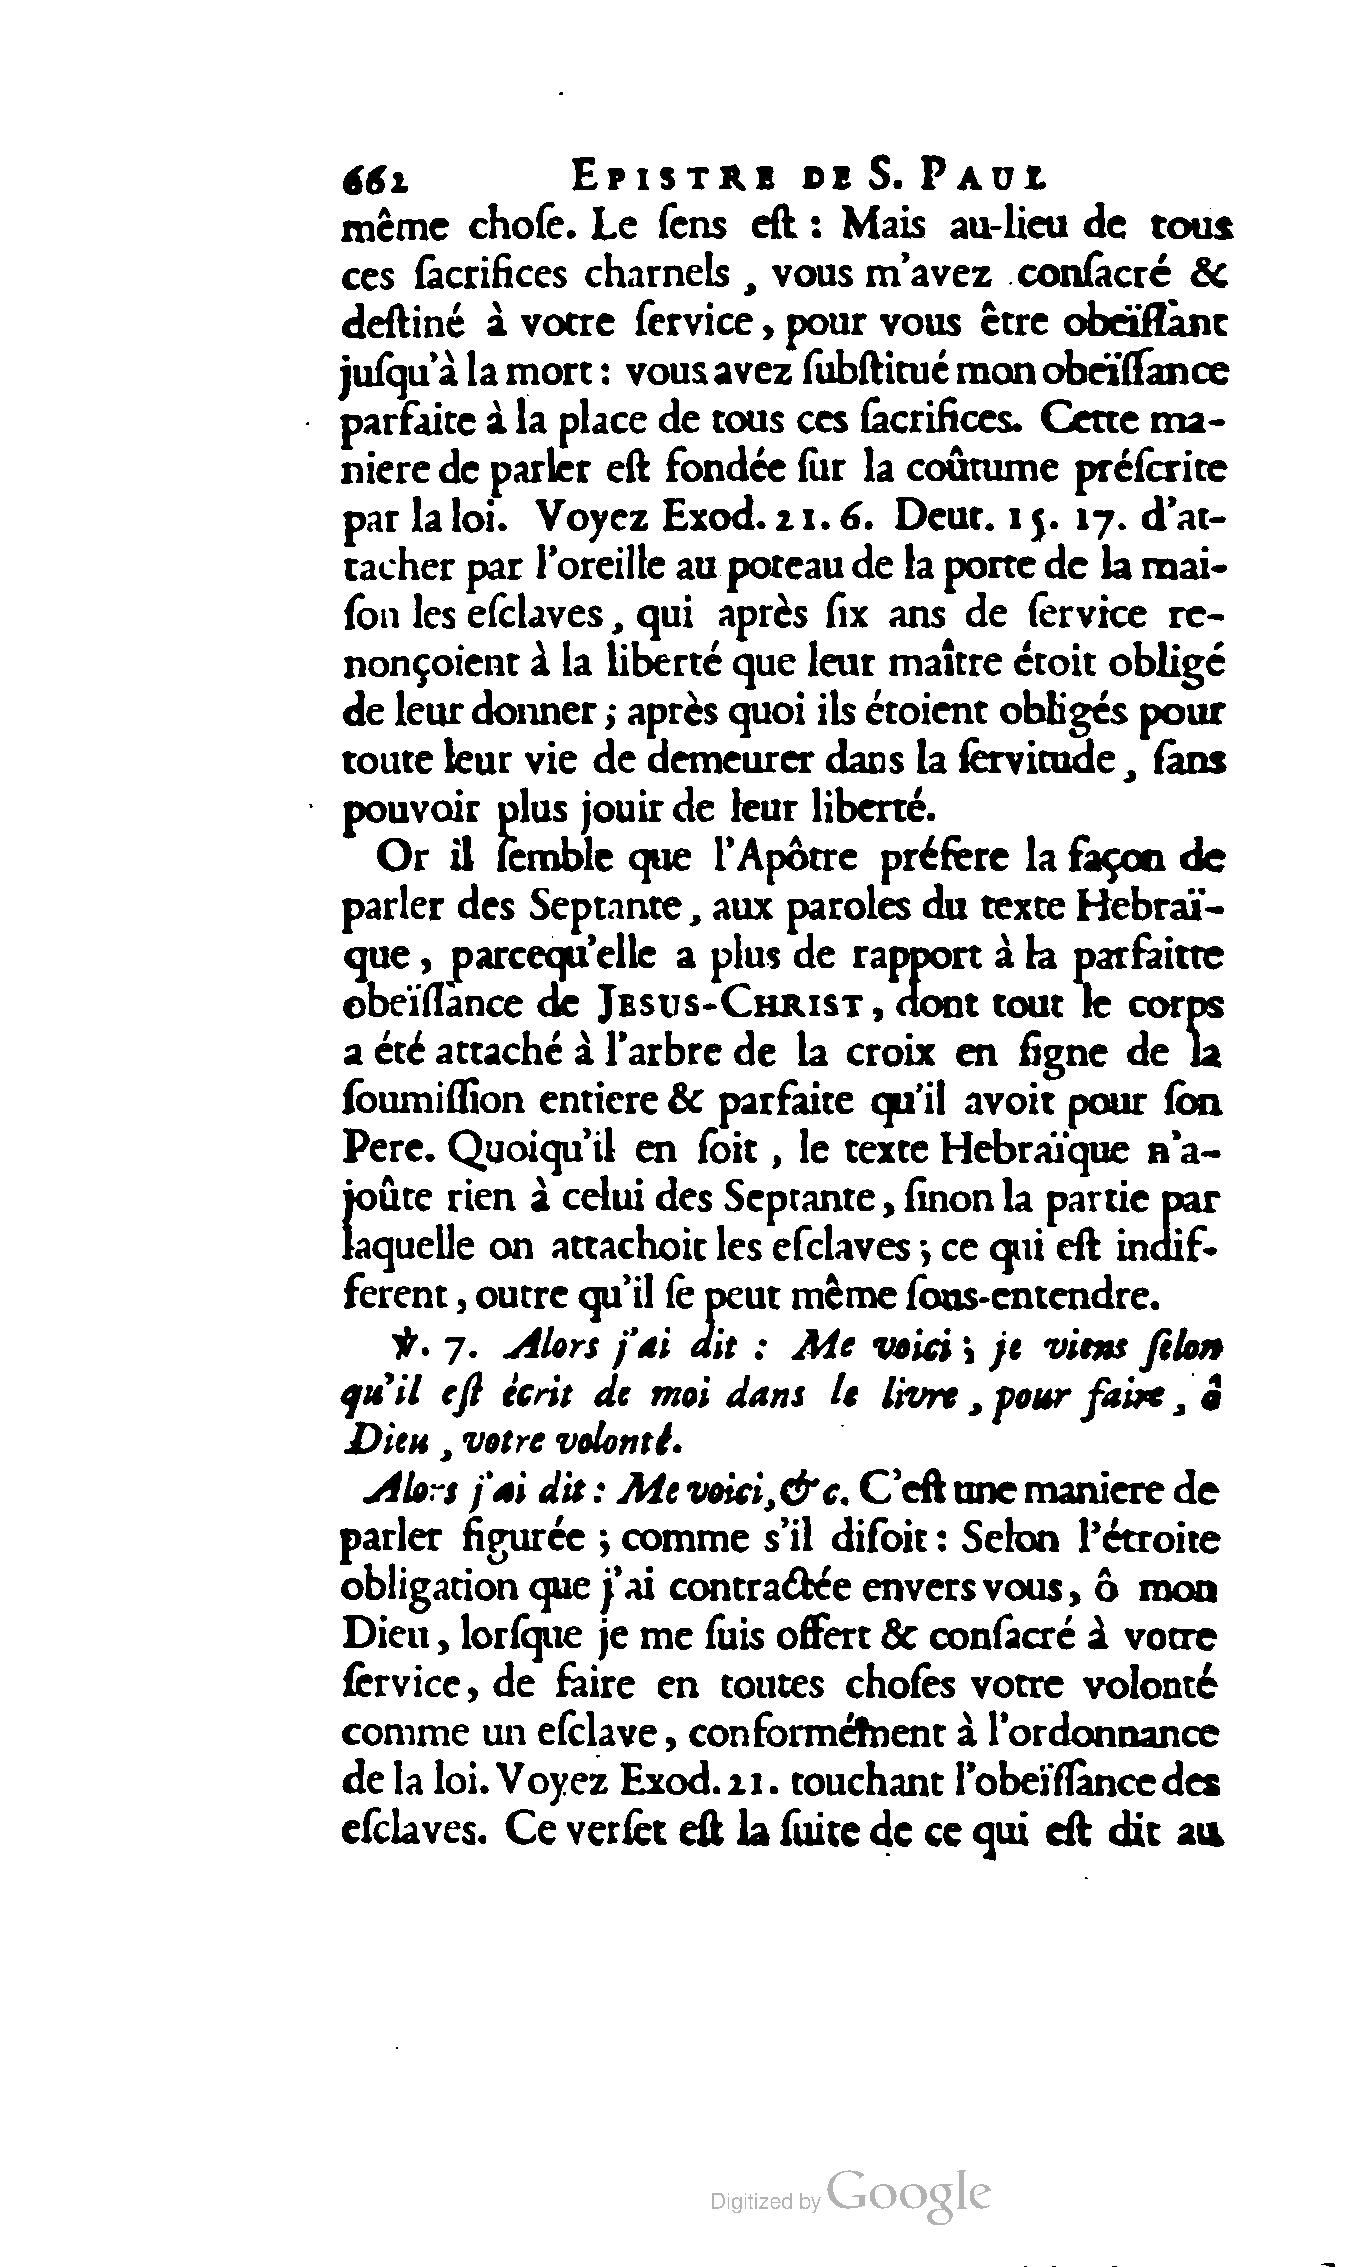 662 EPISTRE DE S. PAUL
même choſe. Le ſens eſt : Mais au-lieu de tous
ces ſacrifices charnels, vous m'avez conſacré &
deſtiné à votre ſervice, pour vous être obeïſſant
juſqu'à la mort : vous avez ſubſtitué mon obeïſſance
parfaite à la place de tous ces ſacrifices. Cette ma-
niere de parler eſt fondée ſur la coûtume préſcrite
par la loi. Voyez Exod. 21. 6. Deut. 15. 17. d'at-
tacher par l'oreille au poteau de la porte de la mai-
ſon les eſclaves, qui après ſix ans de ſervice re-
nonçoient à la liberté que leur maître étoit obligé
de leur donner ; après quoi ils étoient obligés pour
toute leur vie de demeurer dans la ſervitude, ſans
pouvoir plus jouir de leur liberté.
Or il ſemble que l'Apôtre préfere la façon de
parler des Septante, aux paroles du texte Hebraï-
que, parcequ'elle a plus de rapport à la parfaitte
obeïſſance de JESUS-CHRIST, dont tout le corps
a été attaché à l'arbre de la croix en ſigne de la
ſoumiſſion entiere & parfaite qu'il avoit pour ſon
Pere. Quoiqu'il en ſoit, le texte Hebraïque n'a-
joûte rien à celui des Septante, ſinon la partie par
laquelle on attachoit les eſclaves ; ce qui eſt indif-
ferent, outre qu'il ſe peut même ſous-entendre.
℣. 7. Alors j'ai dit : Me voici ; je viens ſelon
qu'il eſt écrit de moi dans le livre, pour faire, ô
Dieu, votre volonté.
Alors j'ai dit : Me voici, &c. C'eſt une maniere de
parler figurée ; comme s'il diſoit : Selon l'étroite
obligation que j'ai contractée envers vous, ô mon
Dieu, lorſque je me ſuis offert & conſacré à votre
ſervice, de faire en toutes choſes votre volonté
comme un eſclave, conformément à l'ordonnance
de la loi. Voyez Exod. 21. touchant l'obeïſſance des
eſclaves. Ce verſet eſt la ſuite de ce qui eſt dit au
Digitized by Google